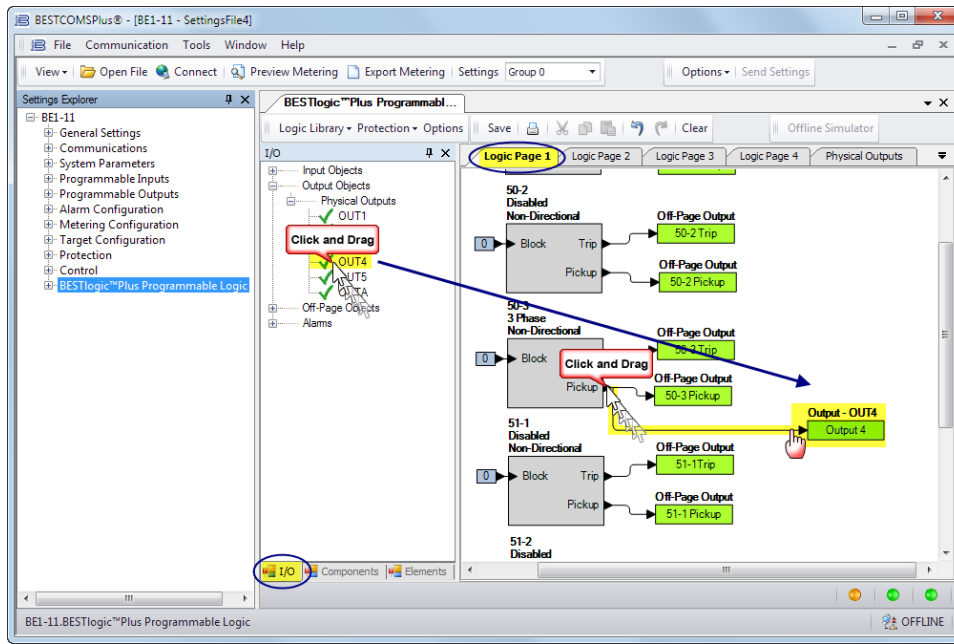 BESTCOMSPlus® - [BE1-11 - SettingsFile4]
File Communication Tools Window Help
View Open File Connect Preview Metering Export Metering Settings Group 0 Options Send Settings
Settings Explorer
BE1-11
General Settings
Communications
System Parameters
Programmable Inputs
Programmable Outputs
Alarm Configuration
Metering Configuration
Target Configuration
Protection
Control
BESTlogic™Plus Programmable Logic
BESTlogic™Plus Programmabl...
Logic Library Protection Options Save Clear Offline Simulator
I/O
Input Objects
Output Objects
Physical Outputs
OUT1
Click and Drag
OUT4
Off-Page Objects
Alarms
I/O Components Elements
Logic Page 1 Logic Page 2 Logic Page 3 Logic Page 4 Physical Outputs
50-2
Disabled
Non-Directional
0 Block Trip
Pickup
Off-Page Output
50-2 Trip
Off-Page Output
50-2 Pickup
50-3
3 Phase
Non-Directional
0 Block
Pickup
Click and Drag
Off-Page Output
50-3 Trip
Off-Page Output
50-3 Pickup
Output - OUT4
Output 4
51-1
Disabled
Non-Directional
0 Block Trip
Pickup
Off-Page Output
51-1Trip
Off-Page Output
51-1 Pickup
51-2
Disabled
BE1-11.BESTlogic™Plus Programmable Logic
OFFLINE